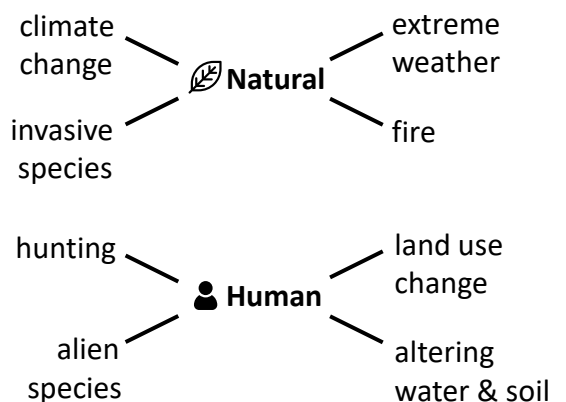 climate
change
extreme
weather
Natural
invasive
species
fire
hunting
land use
change
Human
alien
species
altering
water & soil